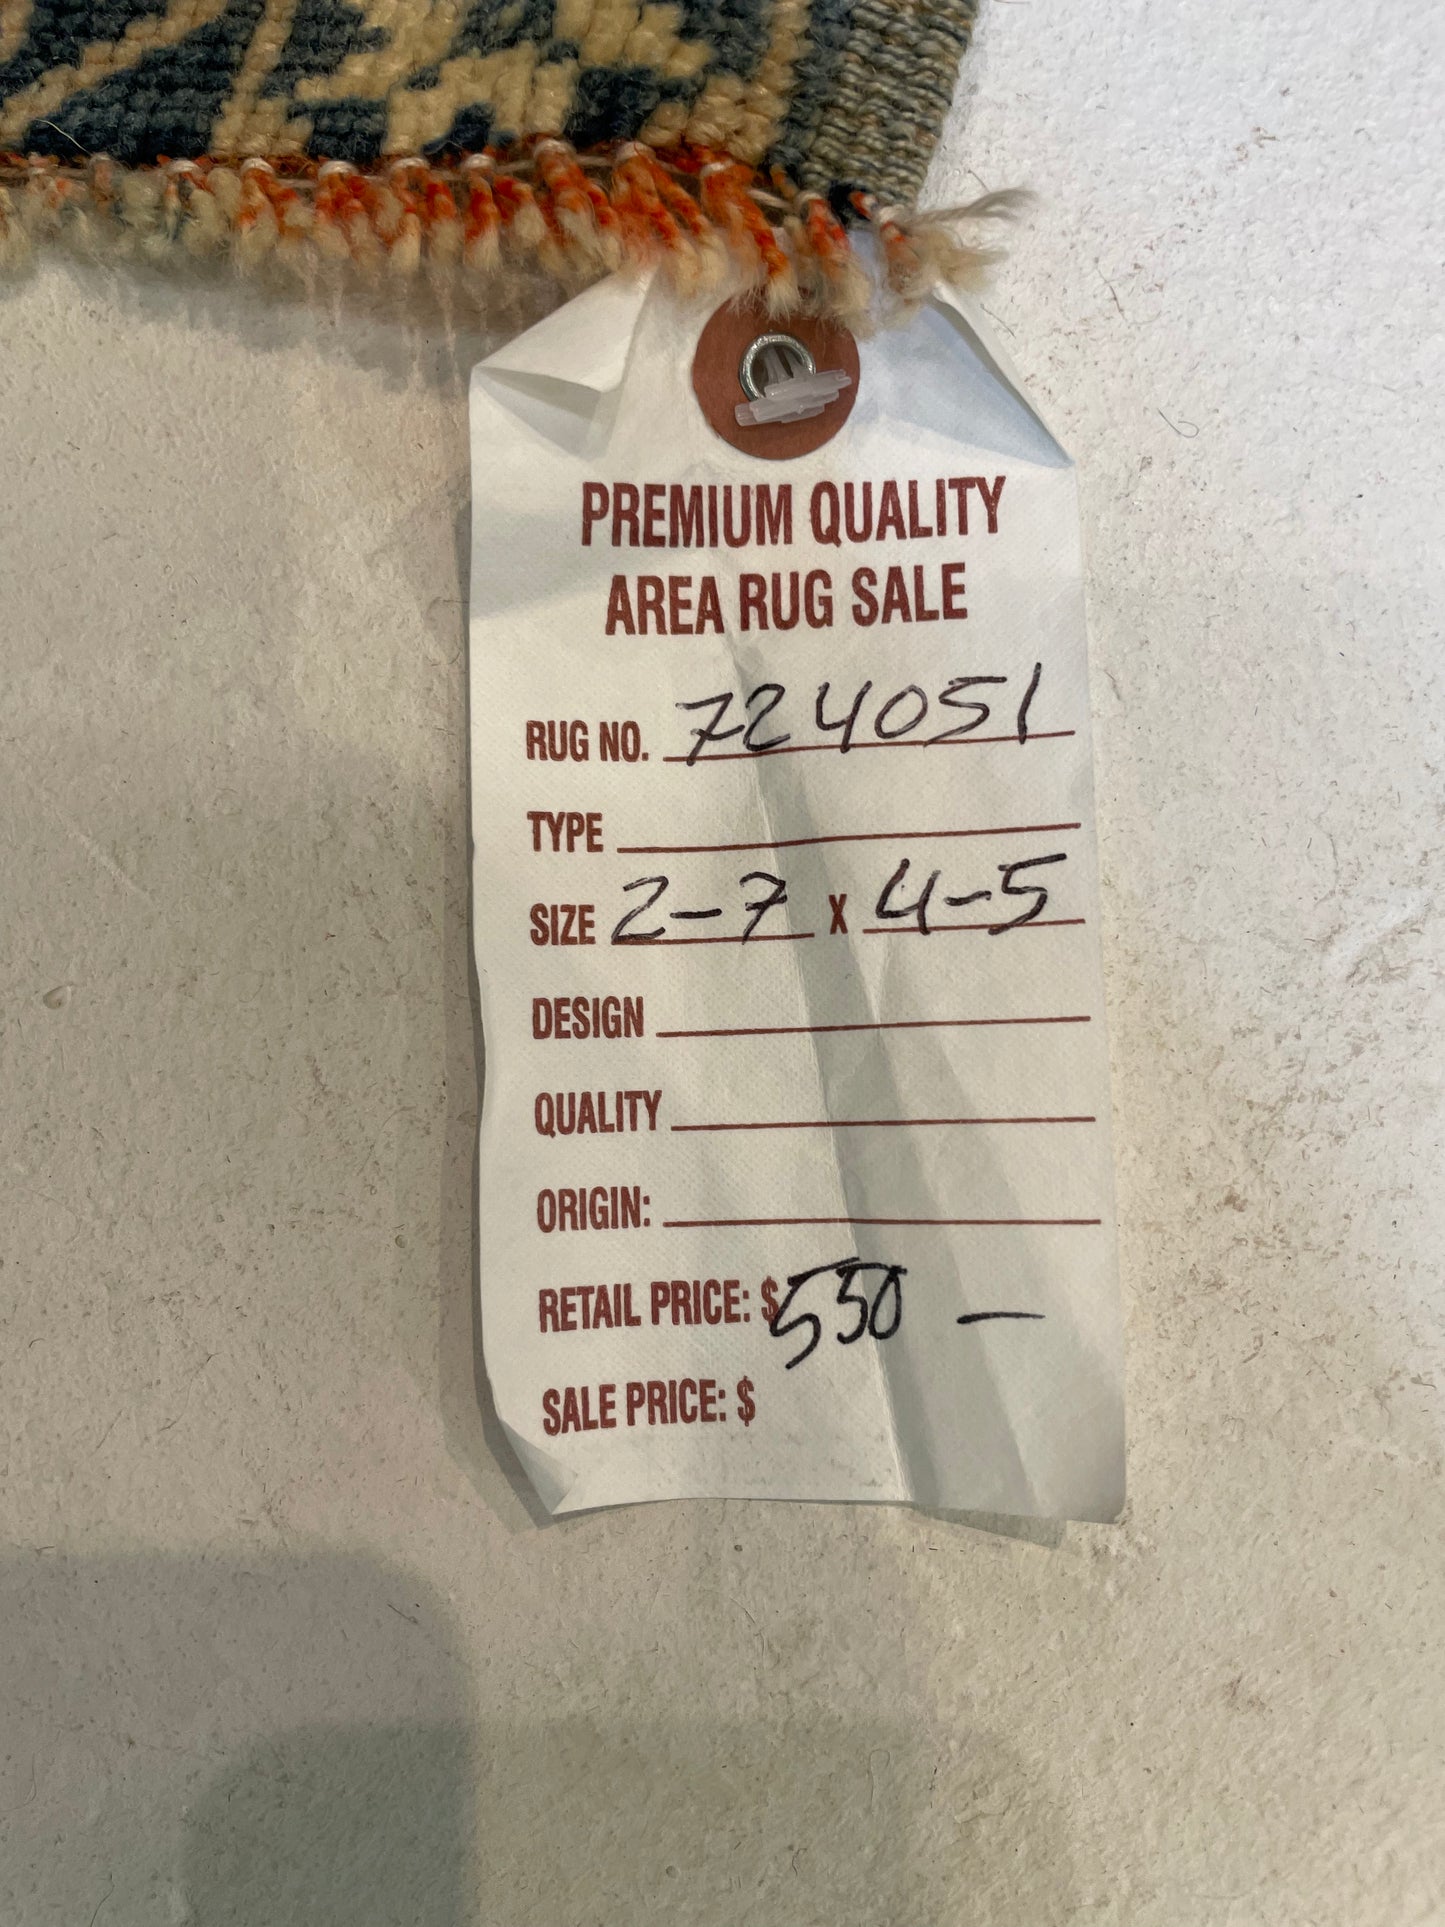 PREMIUM QUALITY
AREA RUG SALE
RUG NO. 724051
TYPE
SIZE 2-7 X 4-5
DESIGN
QUALITY
ORIGIN:
RETAIL PRICE: $550 —
SALE PRICE: $